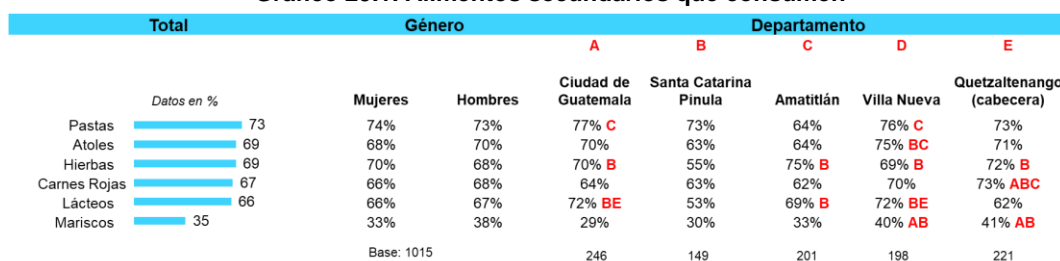 Total Género Departamento
A B C D E
Datos en % Mujeres Hombres Ciudad de Guatemala Santa Catarina Pinula Amatitlán Villa Nueva Quetzaltenango (cabecera)
Pastas 73 74% 73% 77% C 73% 64% 76% C 73%
Atoles 69 68% 70% 70% 63% 64% 75% BC 71%
Hierbas 69 70% 68% 70% B 55% 75% B 69% B 72% B
Carnes Rojas 67 66% 68% 64% 63% 62% 70% 73% ABC
Lácteos 66 66% 67% 72% BE 53% 69% B 72% BE 62%
Mariscos 35 33% 38% 29% 30% 33% 40% AB 41% AB
Base: 1015 246 149 201 198 221